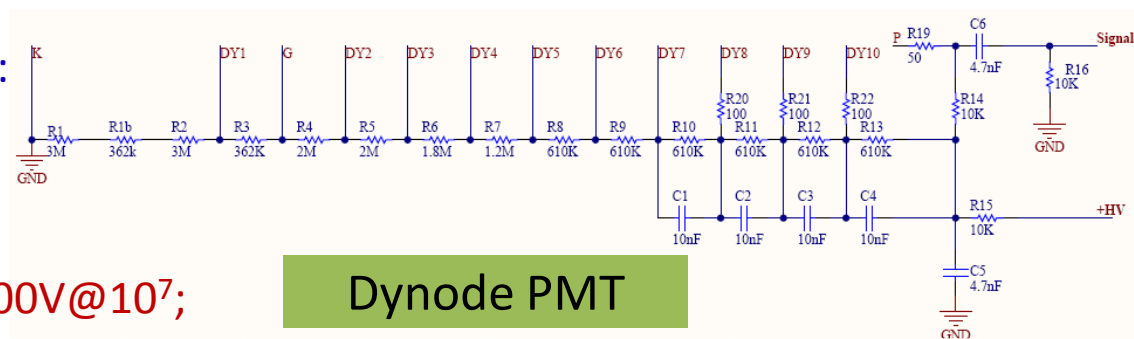 K
DY1
G
DY2
DY3
DY4
DY5
DY6
DY7
DY8
DY9
DY10
P
R19
50
C6
4.7nF
Signal
R16
10K
GND
:
R20
100
R21
100
R22
100
R14
10K
R1
3M
R1b
362k
R2
3M
R3
362K
R4
2M
R5
2M
R6
1.8M
R7
1.2M
R8
610K
R9
610K
R10
610K
R11
610K
R12
610K
R13
610K
GND
C1
10nF
C2
10nF
C3
10nF
C4
10nF
R15
10K
+HV
C5
4.7nF
GND
00V@10⁷;
Dynode PMT